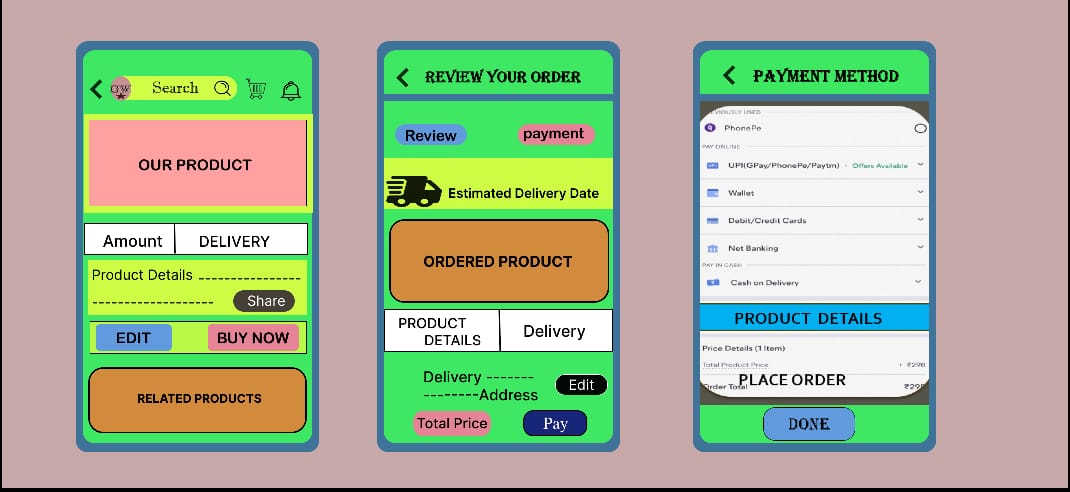 OW Search
OUR PRODUCT
Amount DELIVERY
Product Details ----------------
-------------------
Share
EDIT BUY NOW
RELATED PRODUCTS
REVIEW YOUR ORDER
Review payment
Estimated Delivery Date
ORDERED PRODUCT
PRODUCT
DETAILS
Delivery
Delivery -------
--------Address
Edit
Total Price Pay
PAYMENT METHOD
VIOUSLY USED
PhonePe
PAY ONLINE
UPI(GPay/PhonePe/Paytm) · Offers Available
Wallet
Debit/Credit Cards
Net Banking
PAY IN CASH
Cash on Delivery
PRODUCT DETAILS
Price Details (1 Item)
Total Product Price + ₹298
PLACE ORDER
Order Total ₹298
DONE